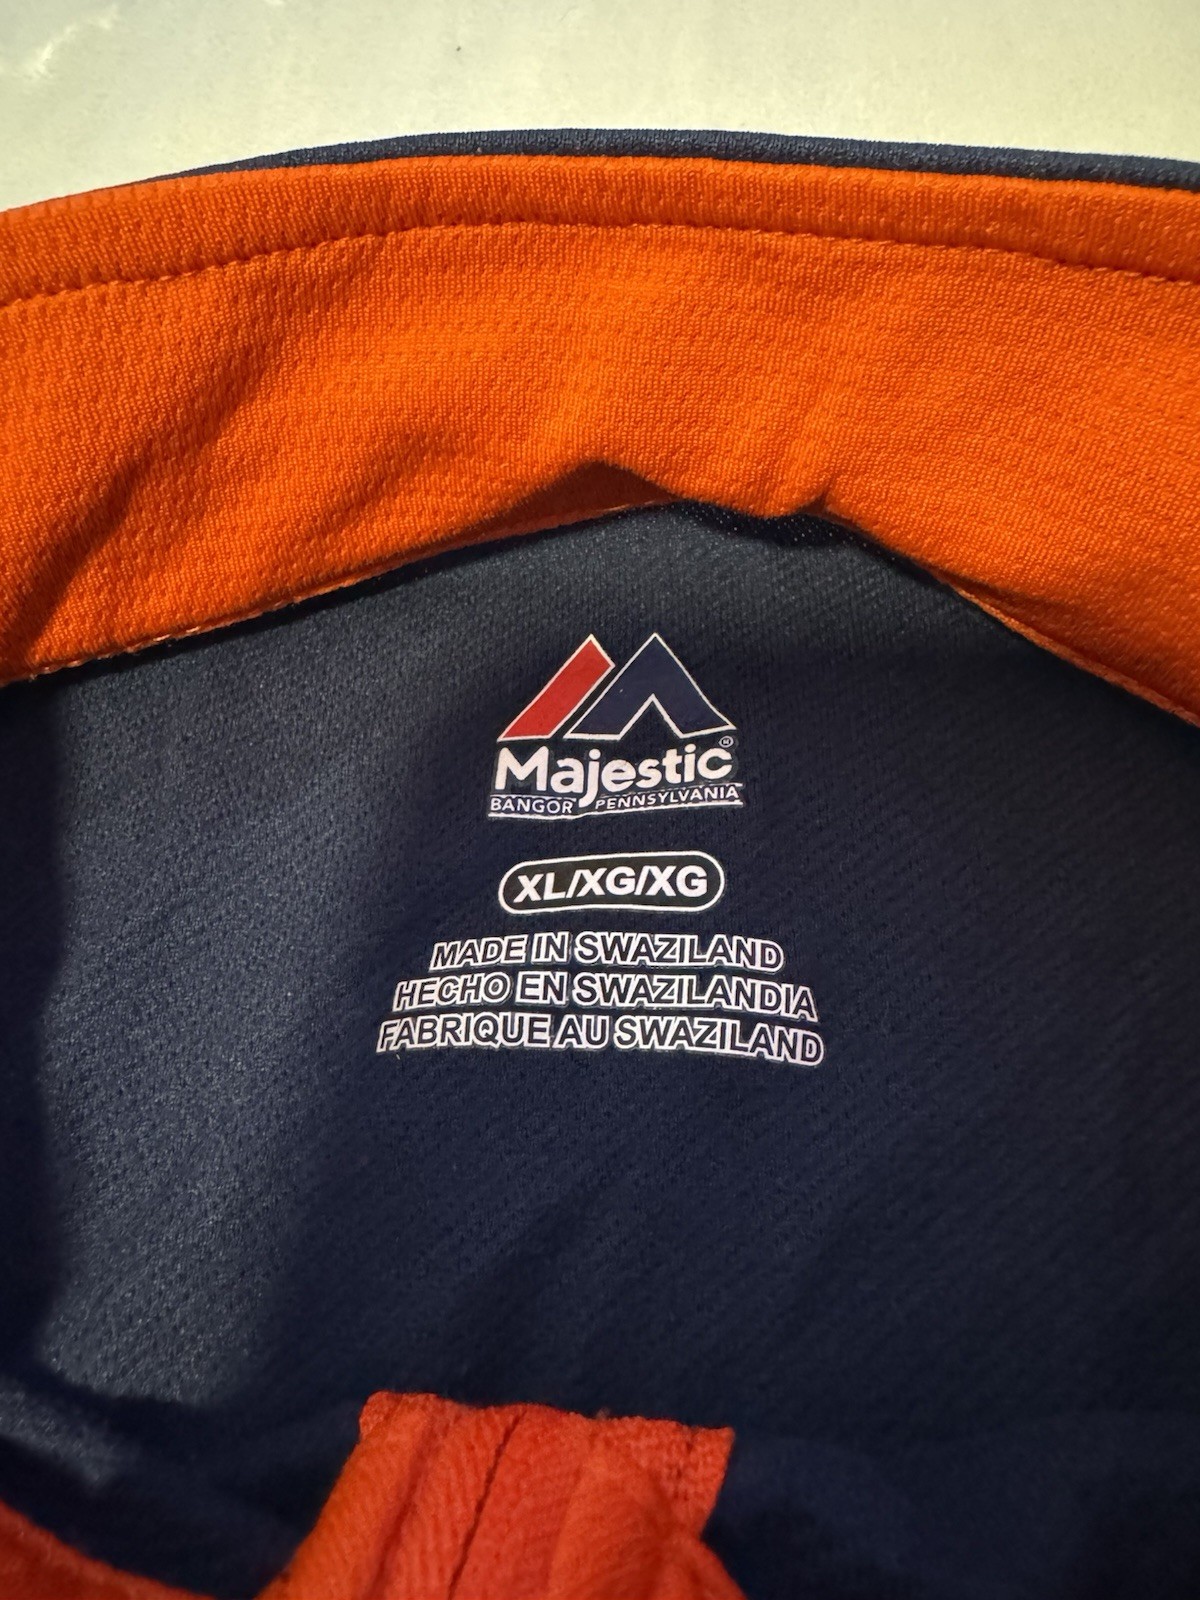 Majestic
BANGOR PENNSYLVANIA
XL/XG/XG
MADE IN SWAZILAND
HECHO EN SWAZILANDIA
FABRIQUE AU SWAZILAND